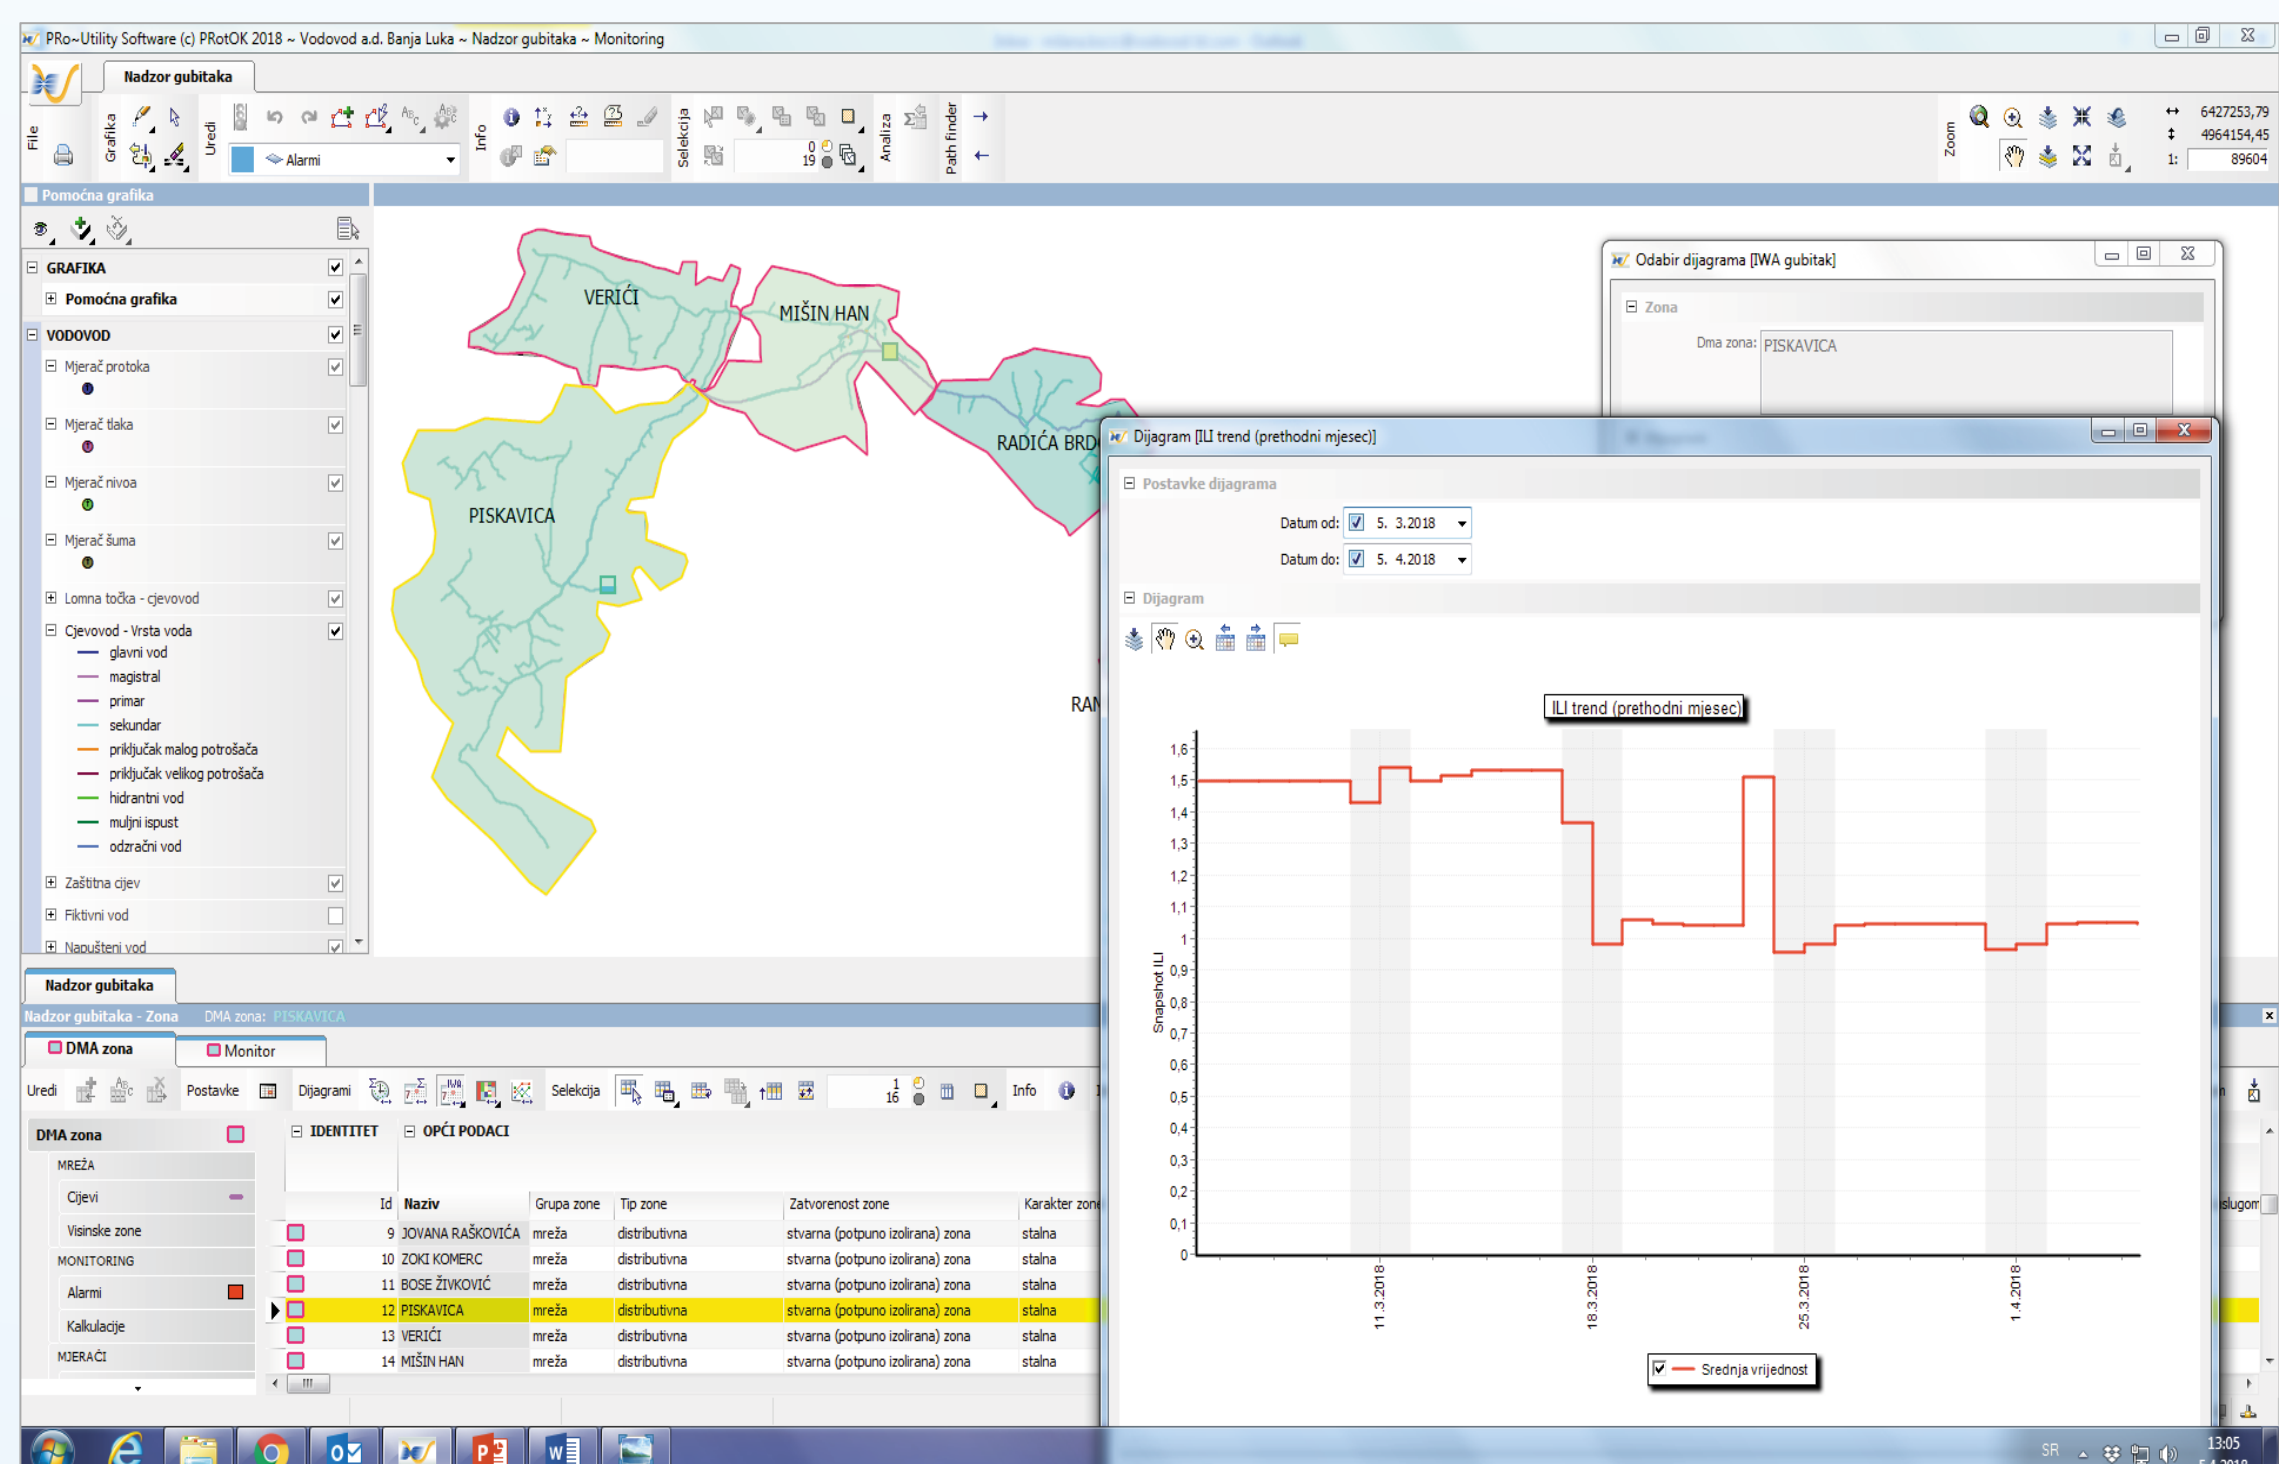 PRo~Utility Software (c) PRotOK 2018 ~ Vodovod a.d. Banja Luka ~ Nadzor gubitaka ~ Monitoring
Nadzor gubitaka
File
Grafika
Uredi
Alarmi
Info
Selekcija
0
19
Analiza
Path finder
Zoom
6427253,79
4964154,45
1: 89604
Pomoćna grafika
GRAFIKA
Pomoćna grafika
VODOVOD
Mjerač protoka
Mjerač tlaka
Mjerač nivoa
Mjerač šuma
Lomna točka - cjevovod
Cjevovod - Vrsta voda
glavni vod
magistral
primar
sekundar
priključak malog potrošača
priključak velikog potrošača
hidrantni vod
muljni ispust
odzračni vod
Zaštitna cijev
Fiktivni vod
Napušteni vod
VERIĆI
MIŠIN HAN
RADIĆA BRDO
PISKAVICA
RAN
Odabir dijagrama [IWA gubitak]
Zona
Dma zona: PISKAVICA
Dijagram [ILI trend (prethodni mjesec)]
Postavke dijagrama
Datum od: 5. 3.2018
Datum do: 5. 4.2018
Dijagram
ILI trend (prethodni mjesec)
Snapshot ILI
1,6
1,5
1,4
1,3
1,2
1,1
1
0,9
0,8
0,7
0,6
0,5
0,4
0,3
0,2
0,1
0
11.3.2018
18.3.2018
25.3.2018
1.4.2018
Srednja vrijednost
Nadzor gubitaka
Nadzor gubitaka - Zona DMA zona: PISKAVICA
DMA zona Monitor
Uredi Postavke Dijagrami Selekcija 1 16 Info
DMA zona
MREŽA
Cijevi
Visinske zone
MONITORING
Alarmi
Kalkulacije
MJERAČI
IDENTITET OPĆI PODACI
Id Naziv Grupa zone Tip zone Zatvorenost zone Karakter zone
9 JOVANA RAŠKOVIĆA mreža distributivna stvarna (potpuno izolirana) zona stalna
10 ZOKI KOMERC mreža distributivna stvarna (potpuno izolirana) zona stalna
11 BOSE ŽIVKOVIĆ mreža distributivna stvarna (potpuno izolirana) zona stalna
12 PISKAVICA mreža distributivna stvarna (potpuno izolirana) zona stalna
13 VERIĆI mreža distributivna stvarna (potpuno izolirana) zona stalna
14 MIŠIN HAN mreža distributivna stvarna (potpuno izolirana) zona stalna
slugom
SR
13:05
5.4.2018